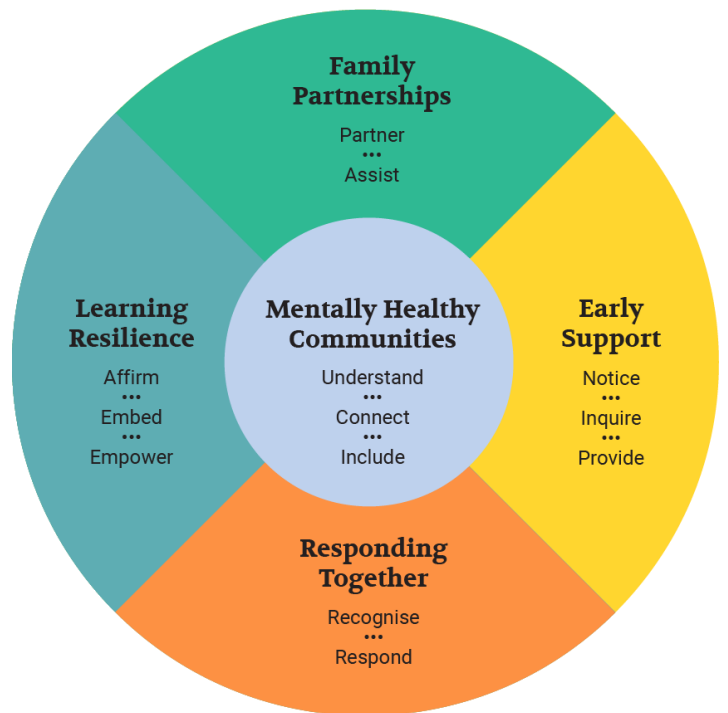 Family
Partnerships
Partner
•••
Assist
Learning
Resilience
Affirm
•••
Embed
•••
Empower
Mentally Healthy
Communities
Understand
•••
Connect
•••
Include
Early
Support
Notice
•••
Inquire
•••
Provide
Responding
Together
Recognise
•••
Respond